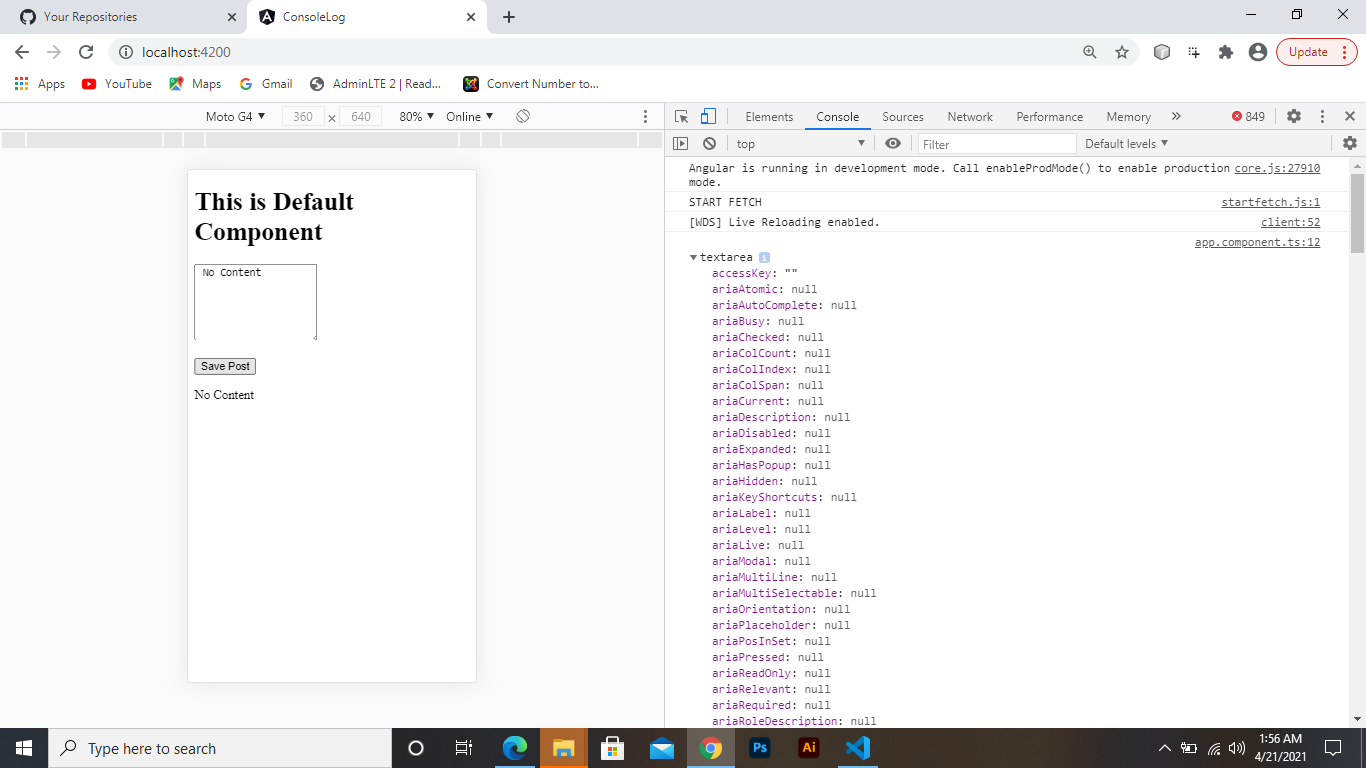 Your Repositories
ConsoleLog
localhost:4200
Update
Apps
YouTube
Maps
Gmail
AdminLTE 2 | Read...
Convert Number to...
Moto G4 ▼ 360 × 640 80% ▼ Online ▼
Elements Console Sources Network Performance Memory » 849
top ▼ Filter Default levels ▼
This is Default
Component
No Content
Save Post
No Content
Angular is running in development mode. Call enableProdMode() to enable production core.js:27910
mode.
START FETCH startfetch.js:1
[WDS] Live Reloading enabled. client:52
app.component.ts:12
▼textarea i
accessKey: ""
ariaAtomic: null
ariaAutoComplete: null
ariaBusy: null
ariaChecked: null
ariaColCount: null
ariaColIndex: null
ariaColSpan: null
ariaCurrent: null
ariaDescription: null
ariaDisabled: null
ariaExpanded: null
ariaHasPopup: null
ariaHidden: null
ariaKeyShortcuts: null
ariaLabel: null
ariaLevel: null
ariaLive: null
ariaModal: null
ariaMultiLine: null
ariaMultiSelectable: null
ariaOrientation: null
ariaPlaceholder: null
ariaPosInSet: null
ariaPressed: null
ariaReadOnly: null
ariaRelevant: null
ariaRequired: null
ariaRoleDescription: null
Type here to search
Ps
Ai
1:56 AM
4/21/2021